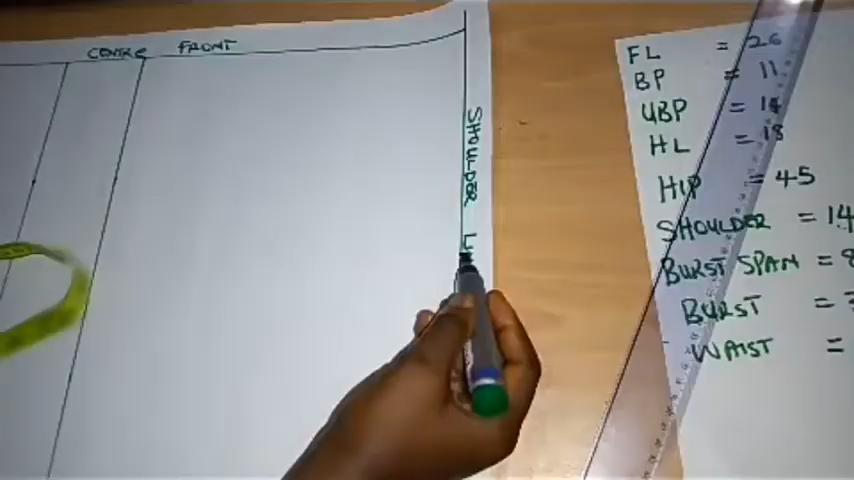 CENTRE FRONT
SHOULDER
FL = 26
BP = 11
UBP = 14
HL = 18
HIP = 45
SHOULDER = 14
BURST SPAN = 8
BURST =
WAIST =